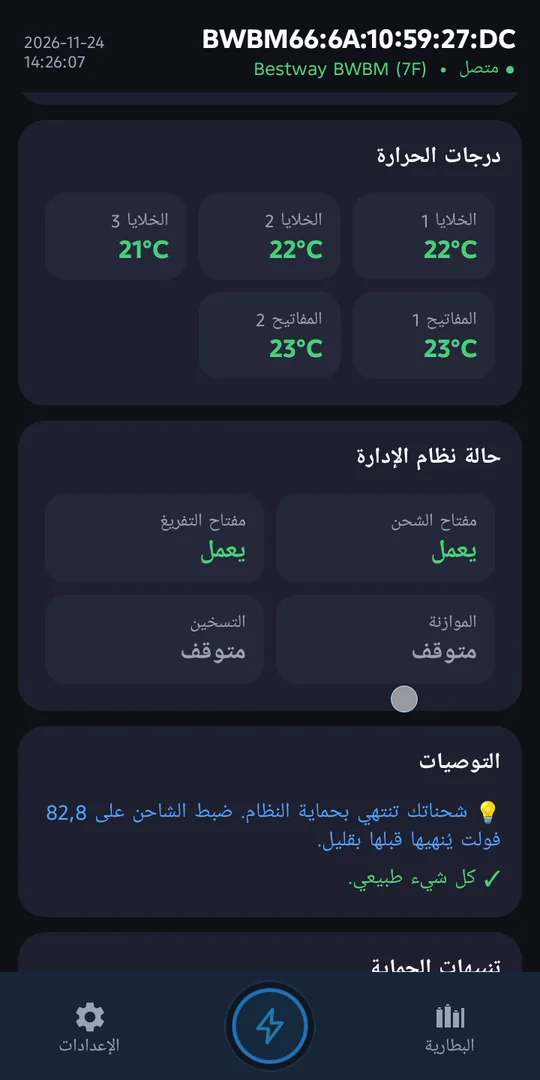 BWBM66:6A:10:59:27:DC
2026-11-24
14:26:07
● متصل • Bestway BWBM (7F)
درجات الحرارة
الخلايا 1
22°C
الخلايا 2
22°C
الخلايا 3
21°C
المفاتيح 1
23°C
المفاتيح 2
23°C
حالة نظام الإدارة
مفتاح الشحن
يعمل
مفتاح التفريغ
يعمل
الموازنة
متوقف
التسخين
متوقف
التوصيات
💡 شحناتك تنتهي بحماية النظام. ضبط الشاحن على 82,8
فولت يُنهيها قبلها بقليل.
✓ كل شيء طبيعي.
تنبيهات الحماية
البطارية
الإعدادات